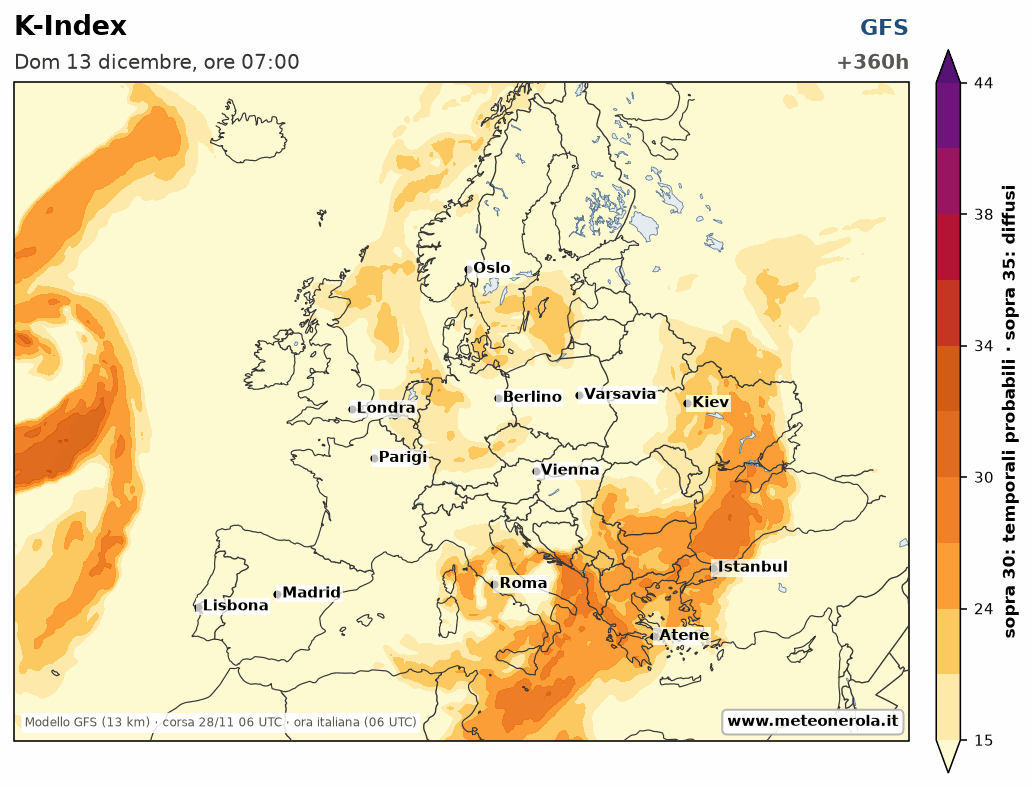 K-Index
GFS
Dom 13 dicembre, ore 07:00
+360h
44
38
34
30
24
15
sopra 30: temporali probabili · sopra 35: diffusi
Oslo
Berlino
Varsavia
Kiev
Londra
Parigi
Vienna
Istanbul
Roma
Madrid
Lisbona
Atene
Modello GFS (13 km) · corsa 28/11 06 UTC · ora italiana (06 UTC)
www.meteonerola.it